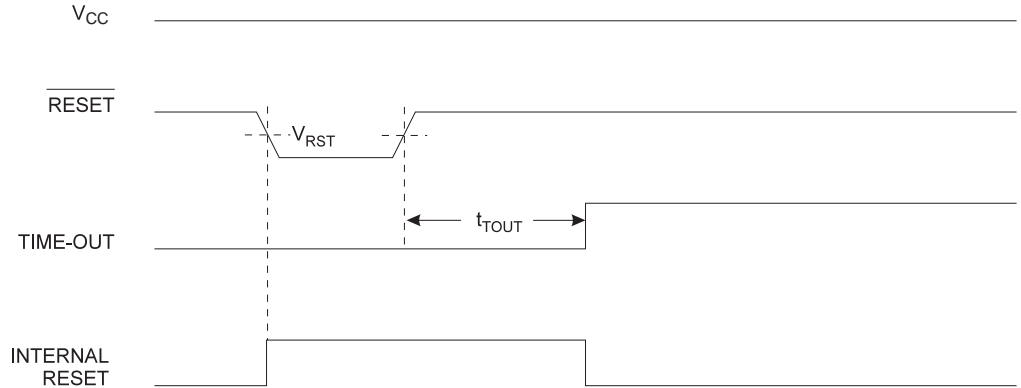 VCC
RESET
VRST
tTOUT
TIME-OUT
INTERNAL
RESET